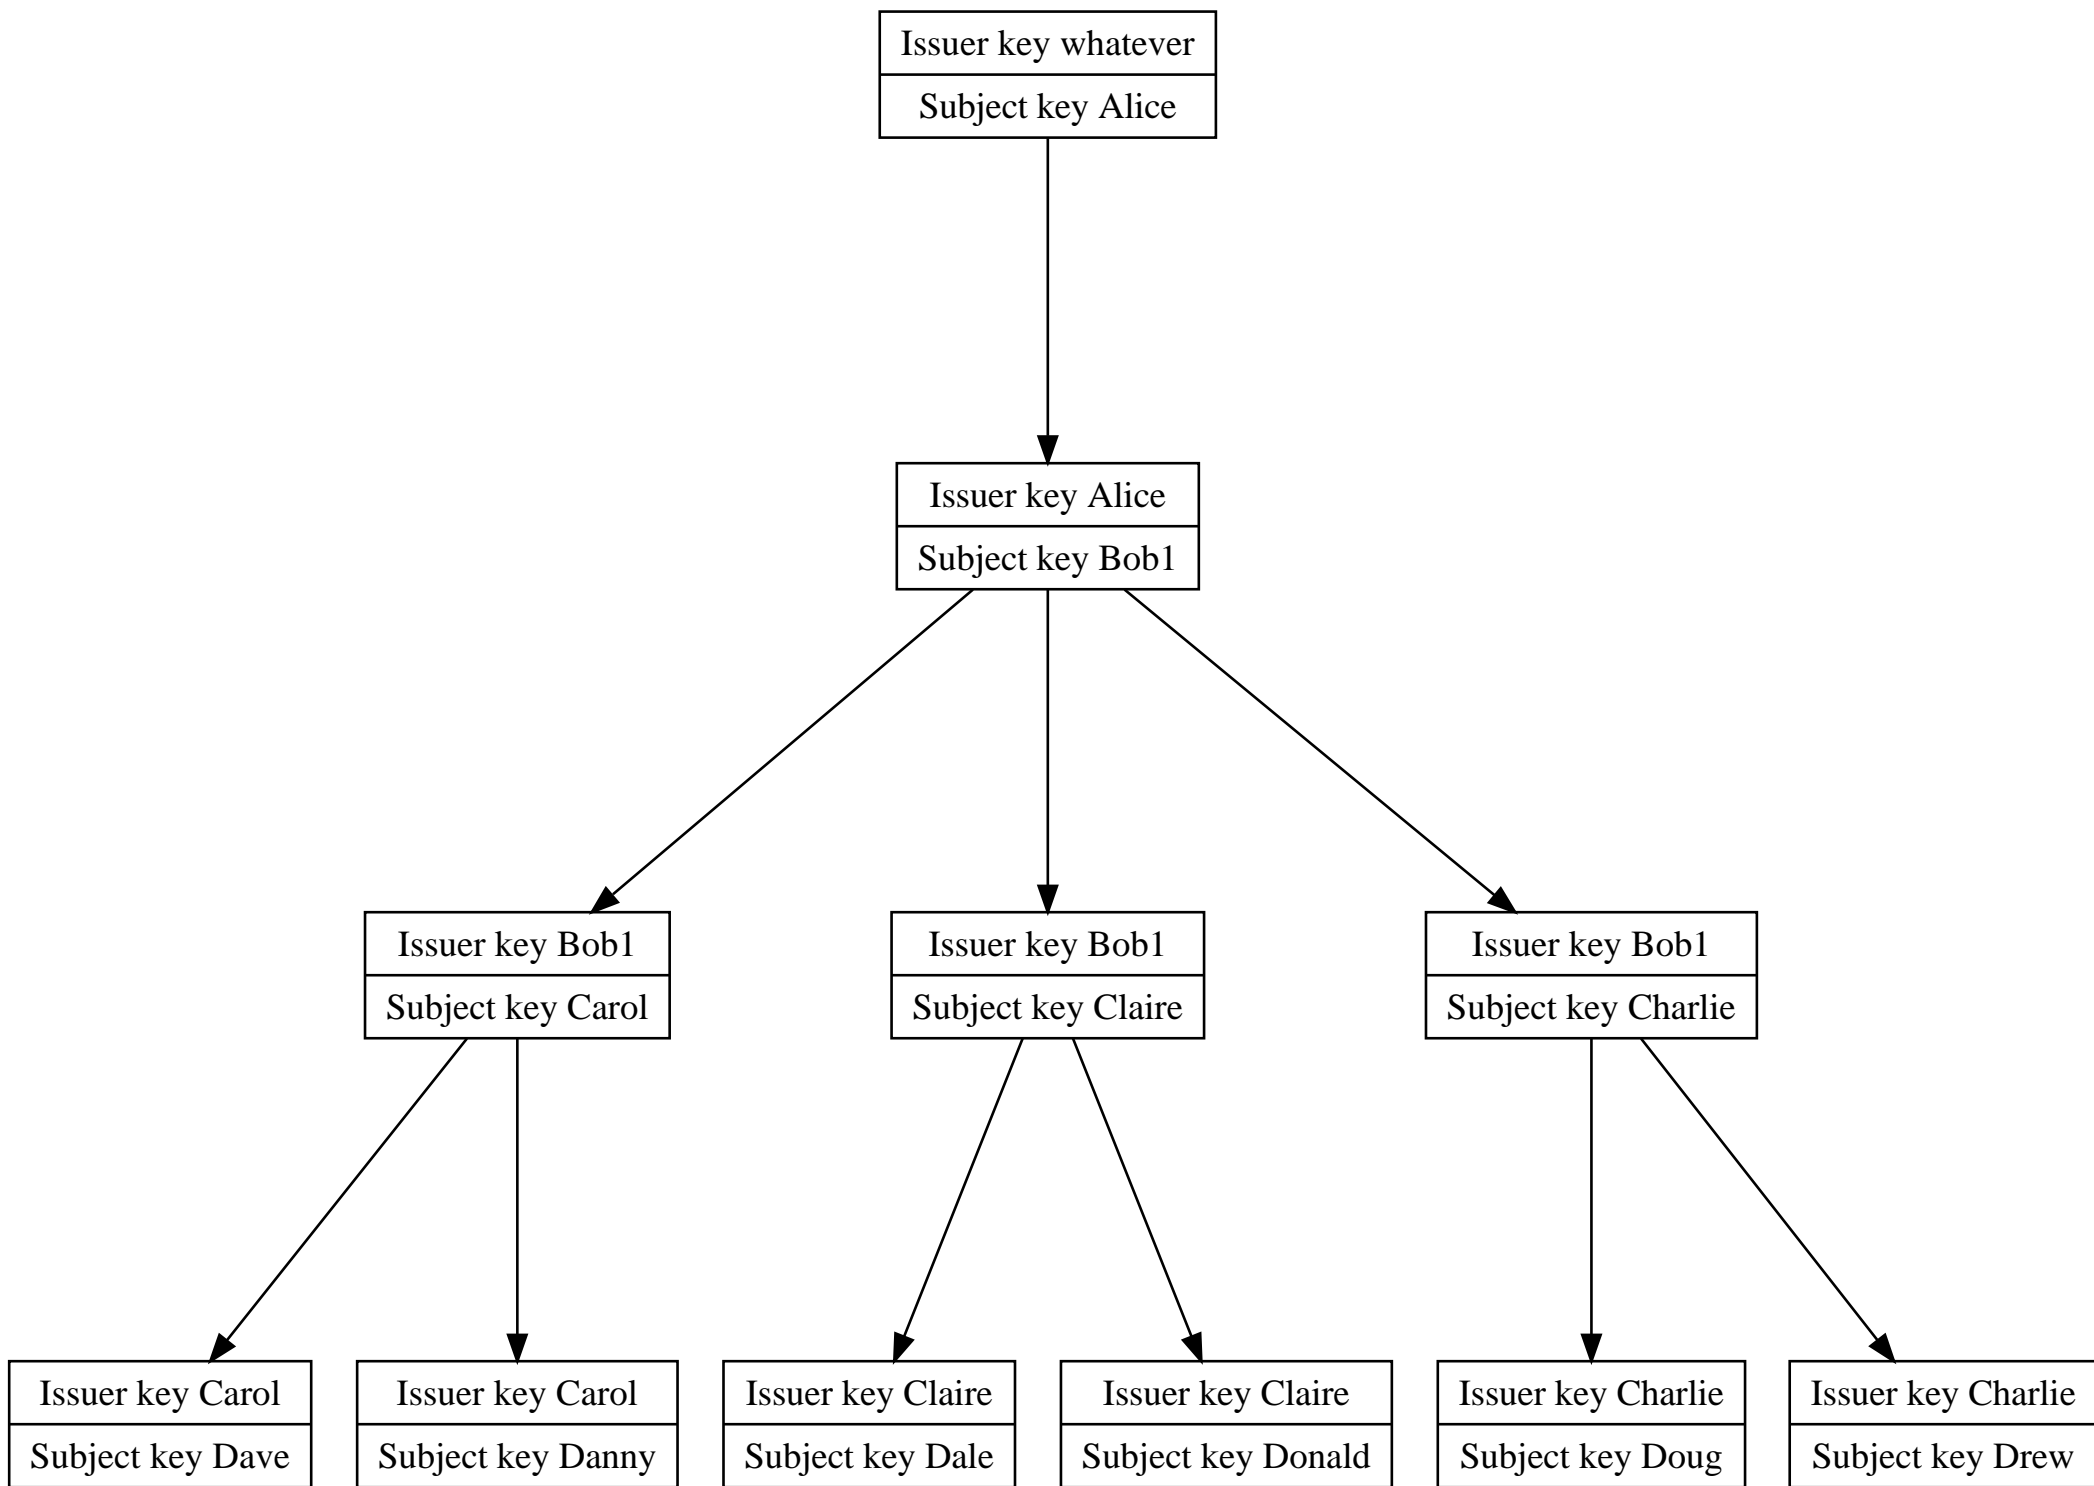 Issuer key whatever
Subject key Alice
Issuer key Alice
Subject key Bob1
Issuer key Bob1
Subject key Carol
Issuer key Bob1
Subject key Claire
Issuer key Bob1
Subject key Charlie
Issuer key Carol
Subject key Dave
Issuer key Carol
Subject key Danny
Issuer key Claire
Subject key Dale
Issuer key Claire
Subject key Donald
Issuer key Charlie
Subject key Doug
Issuer key Charlie
Subject key Drew